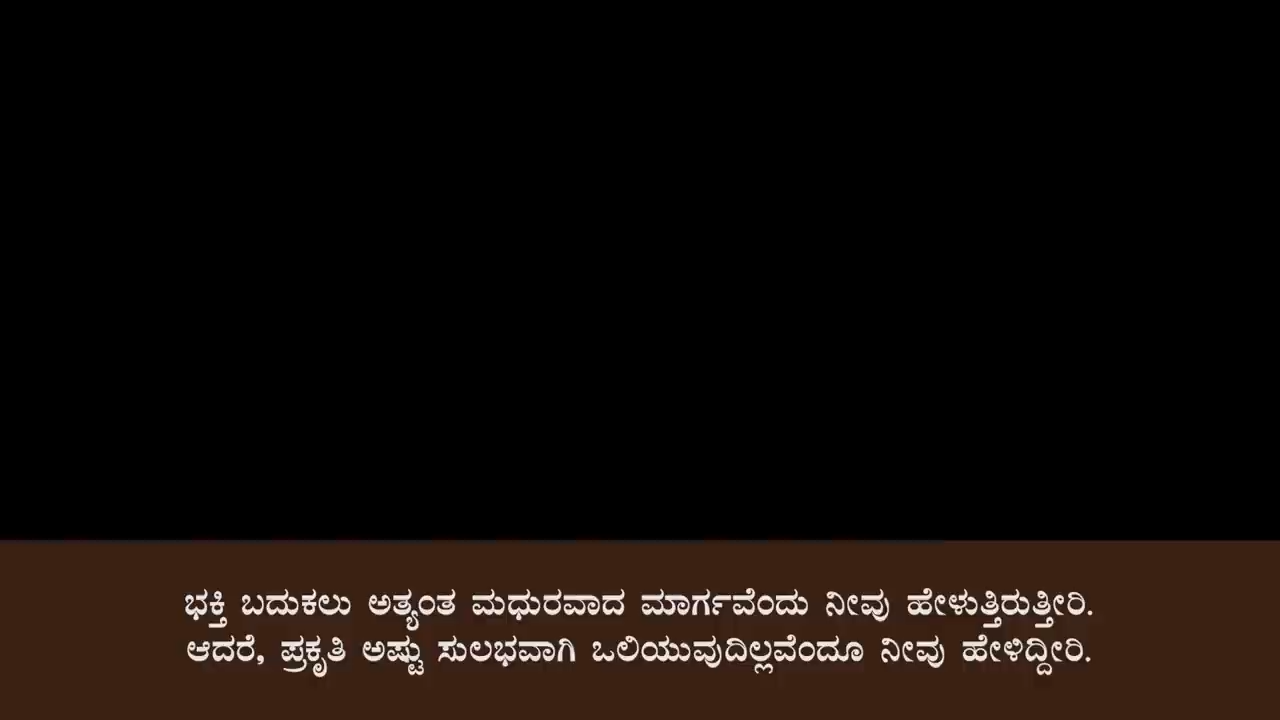 ಭಕ್ತಿ ಬದುಕಲು ಅತ್ಯಂತ ಮಧುರವಾದ ಮಾರ್ಗವೆಂದು ನೀವು ಹೇಳುತ್ತಿರುತ್ತೀರಿ.
ಆದರೆ, ಪ್ರಕೃತಿ ಅಷ್ಟು ಸುಲಭವಾಗಿ ಒಲಿಯುವುದಿಲ್ಲವೆಂದೂ ನೀವು ಹೇಳಿದ್ದೀರಿ.